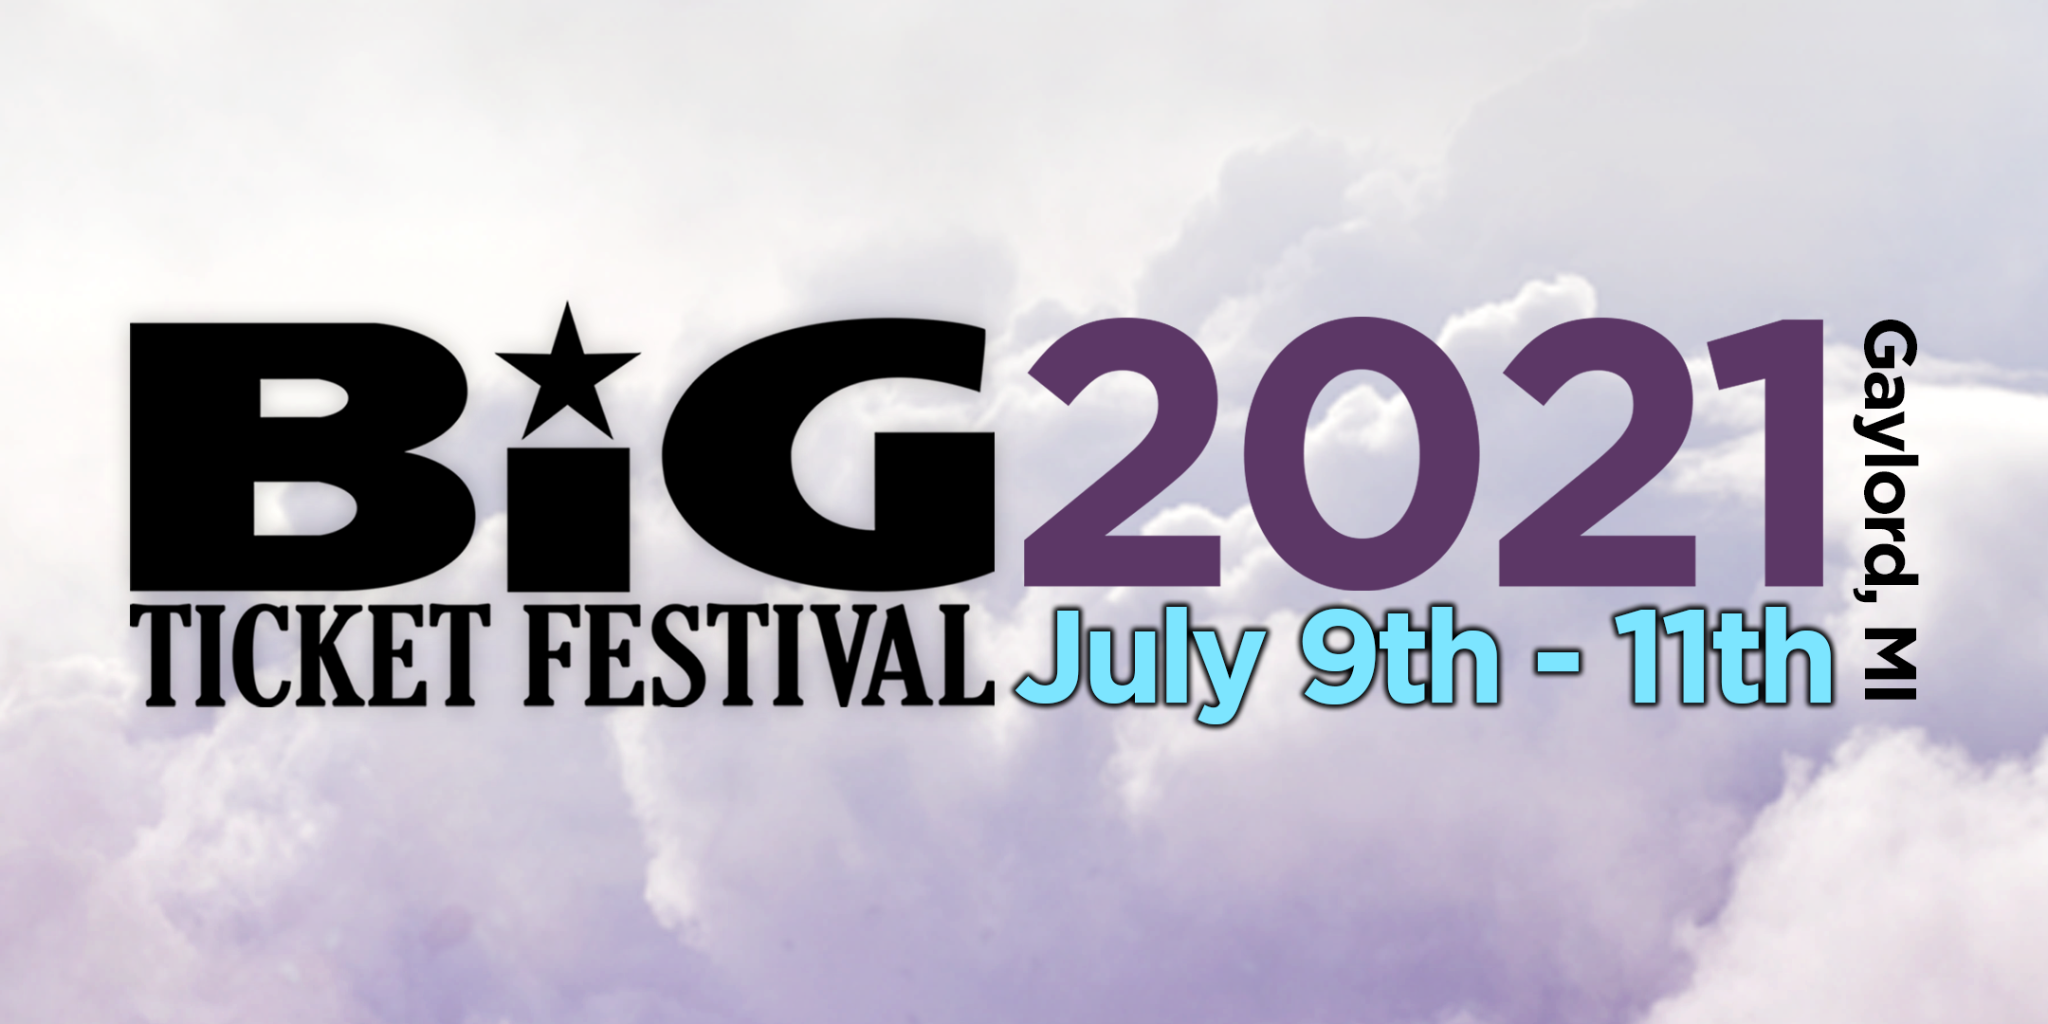 BiG
TICKET FESTIVAL
2021
July 9th - 11th
Gaylord, MI